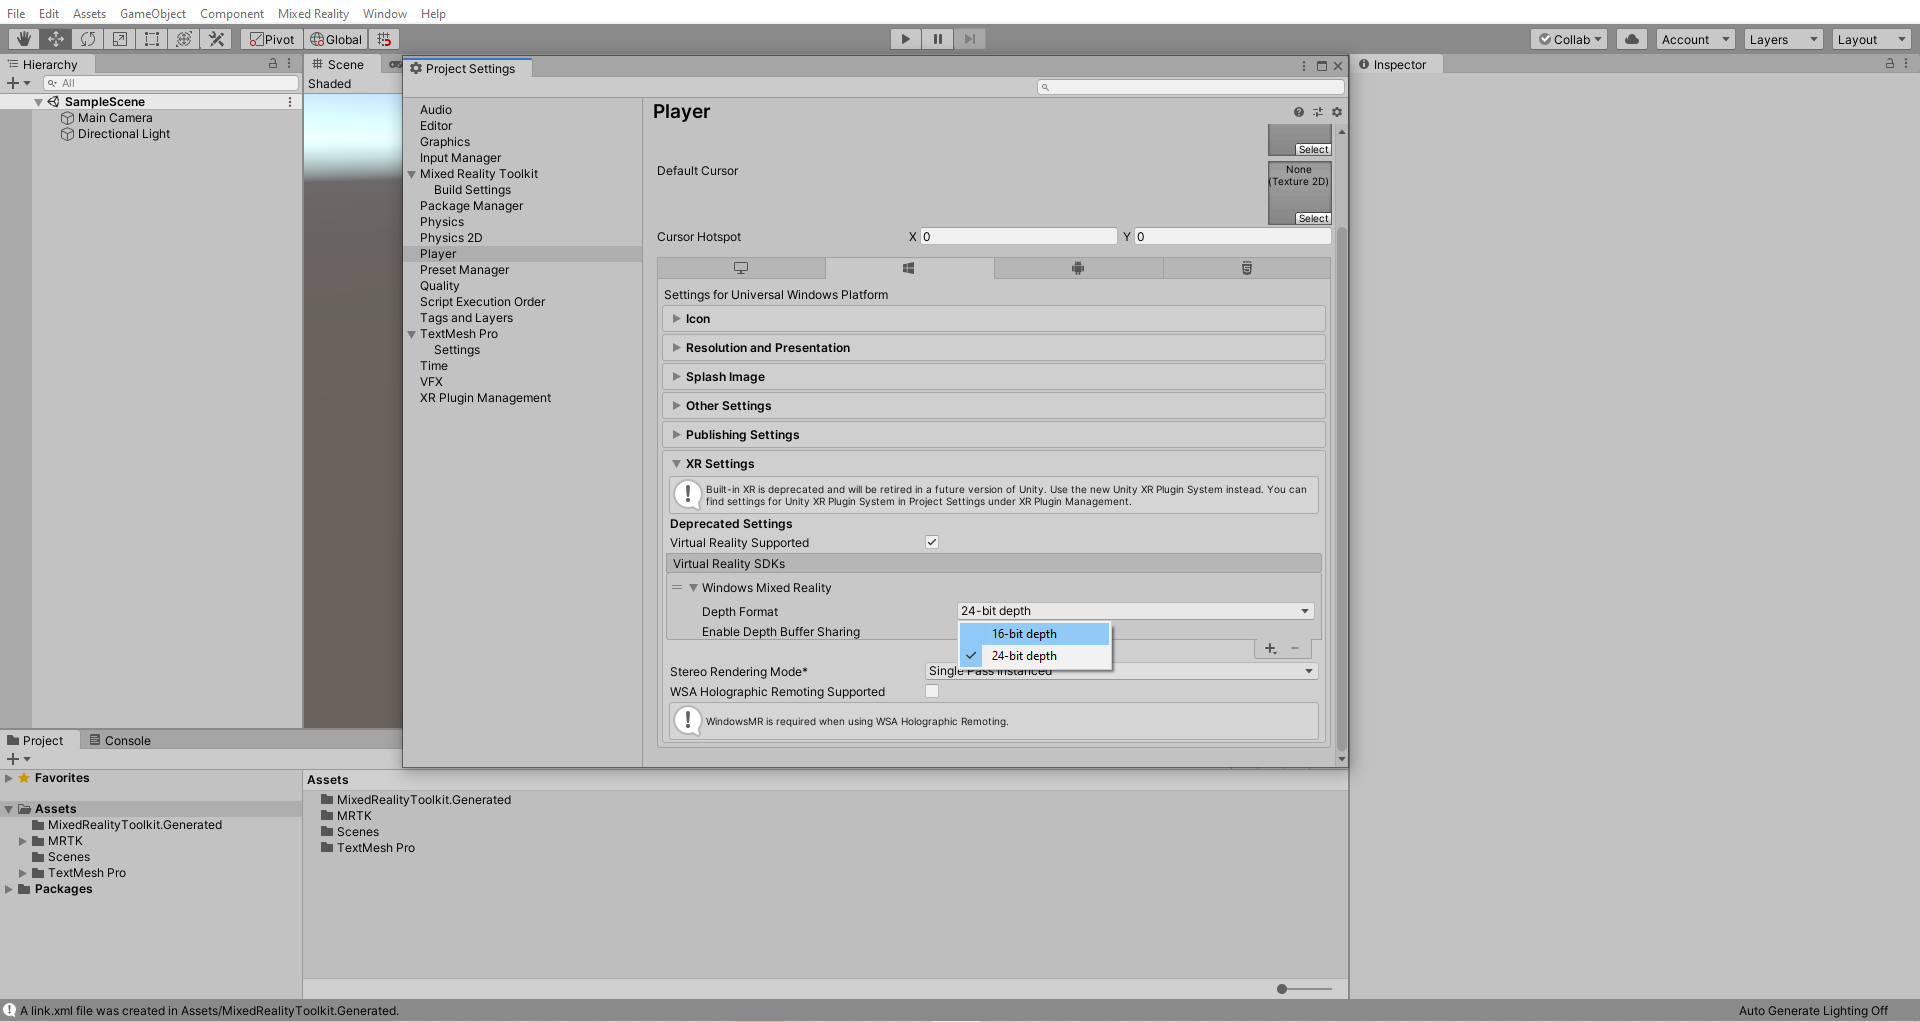 File Edit Assets GameObject Component Mixed Reality Window Help
Pivot Global Collab Account Layers Layout
Hierarchy
All
SampleScene
Main Camera
Directional Light
Scene
Shaded
Project Settings
Audio
Editor
Graphics
Input Manager
Mixed Reality Toolkit
Build Settings
Package Manager
Physics
Physics 2D
Player
Preset Manager
Quality
Script Execution Order
Tags and Layers
TextMesh Pro
Settings
Time
VFX
XR Plugin Management
Player
Select
Default Cursor
None
(Texture 2D)
Select
Cursor Hotspot X 0 Y 0
Settings for Universal Windows Platform
Icon
Resolution and Presentation
Splash Image
Other Settings
Publishing Settings
XR Settings
Built-in XR is deprecated and will be retired in a future version of Unity. Use the new Unity XR Plugin System instead. You can
find settings for Unity XR Plugin System in Project Settings under XR Plugin Management.
Deprecated Settings
Virtual Reality Supported
Virtual Reality SDKs
Windows Mixed Reality
Depth Format 24-bit depth
Enable Depth Buffer Sharing
16-bit depth
24-bit depth
Stereo Rendering Mode* Single Pass Instanced
WSA Holographic Remoting Supported
WindowsMR is required when using WSA Holographic Remoting.
Inspector
Project Console
Favorites
Assets
MixedRealityToolkit.Generated
MRTK
Scenes
TextMesh Pro
Packages
Assets
MixedRealityToolkit.Generated
MRTK
Scenes
TextMesh Pro
A link.xml file was created in Assets/MixedRealityToolkit.Generated.
Auto Generate Lighting Off